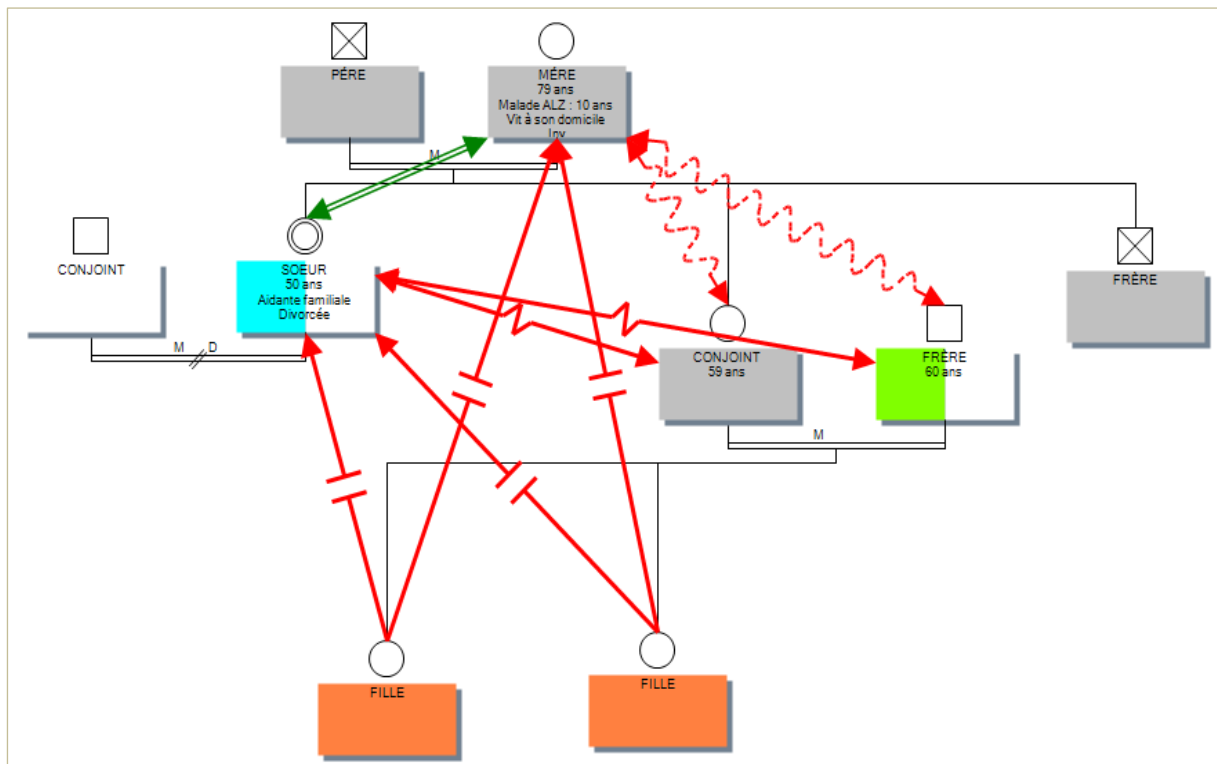 PÉRE
MÉRE
79 ans
Malade ALZ : 10 ans
Vit à son domicile
Inv
M
CONJOINT
SOEUR
50 ans
Aidante familiale
Divorcée
FRÈRE
M D
CONJOINT
59 ans
FRÈRE
60 ans
M
FILLE
FILLE